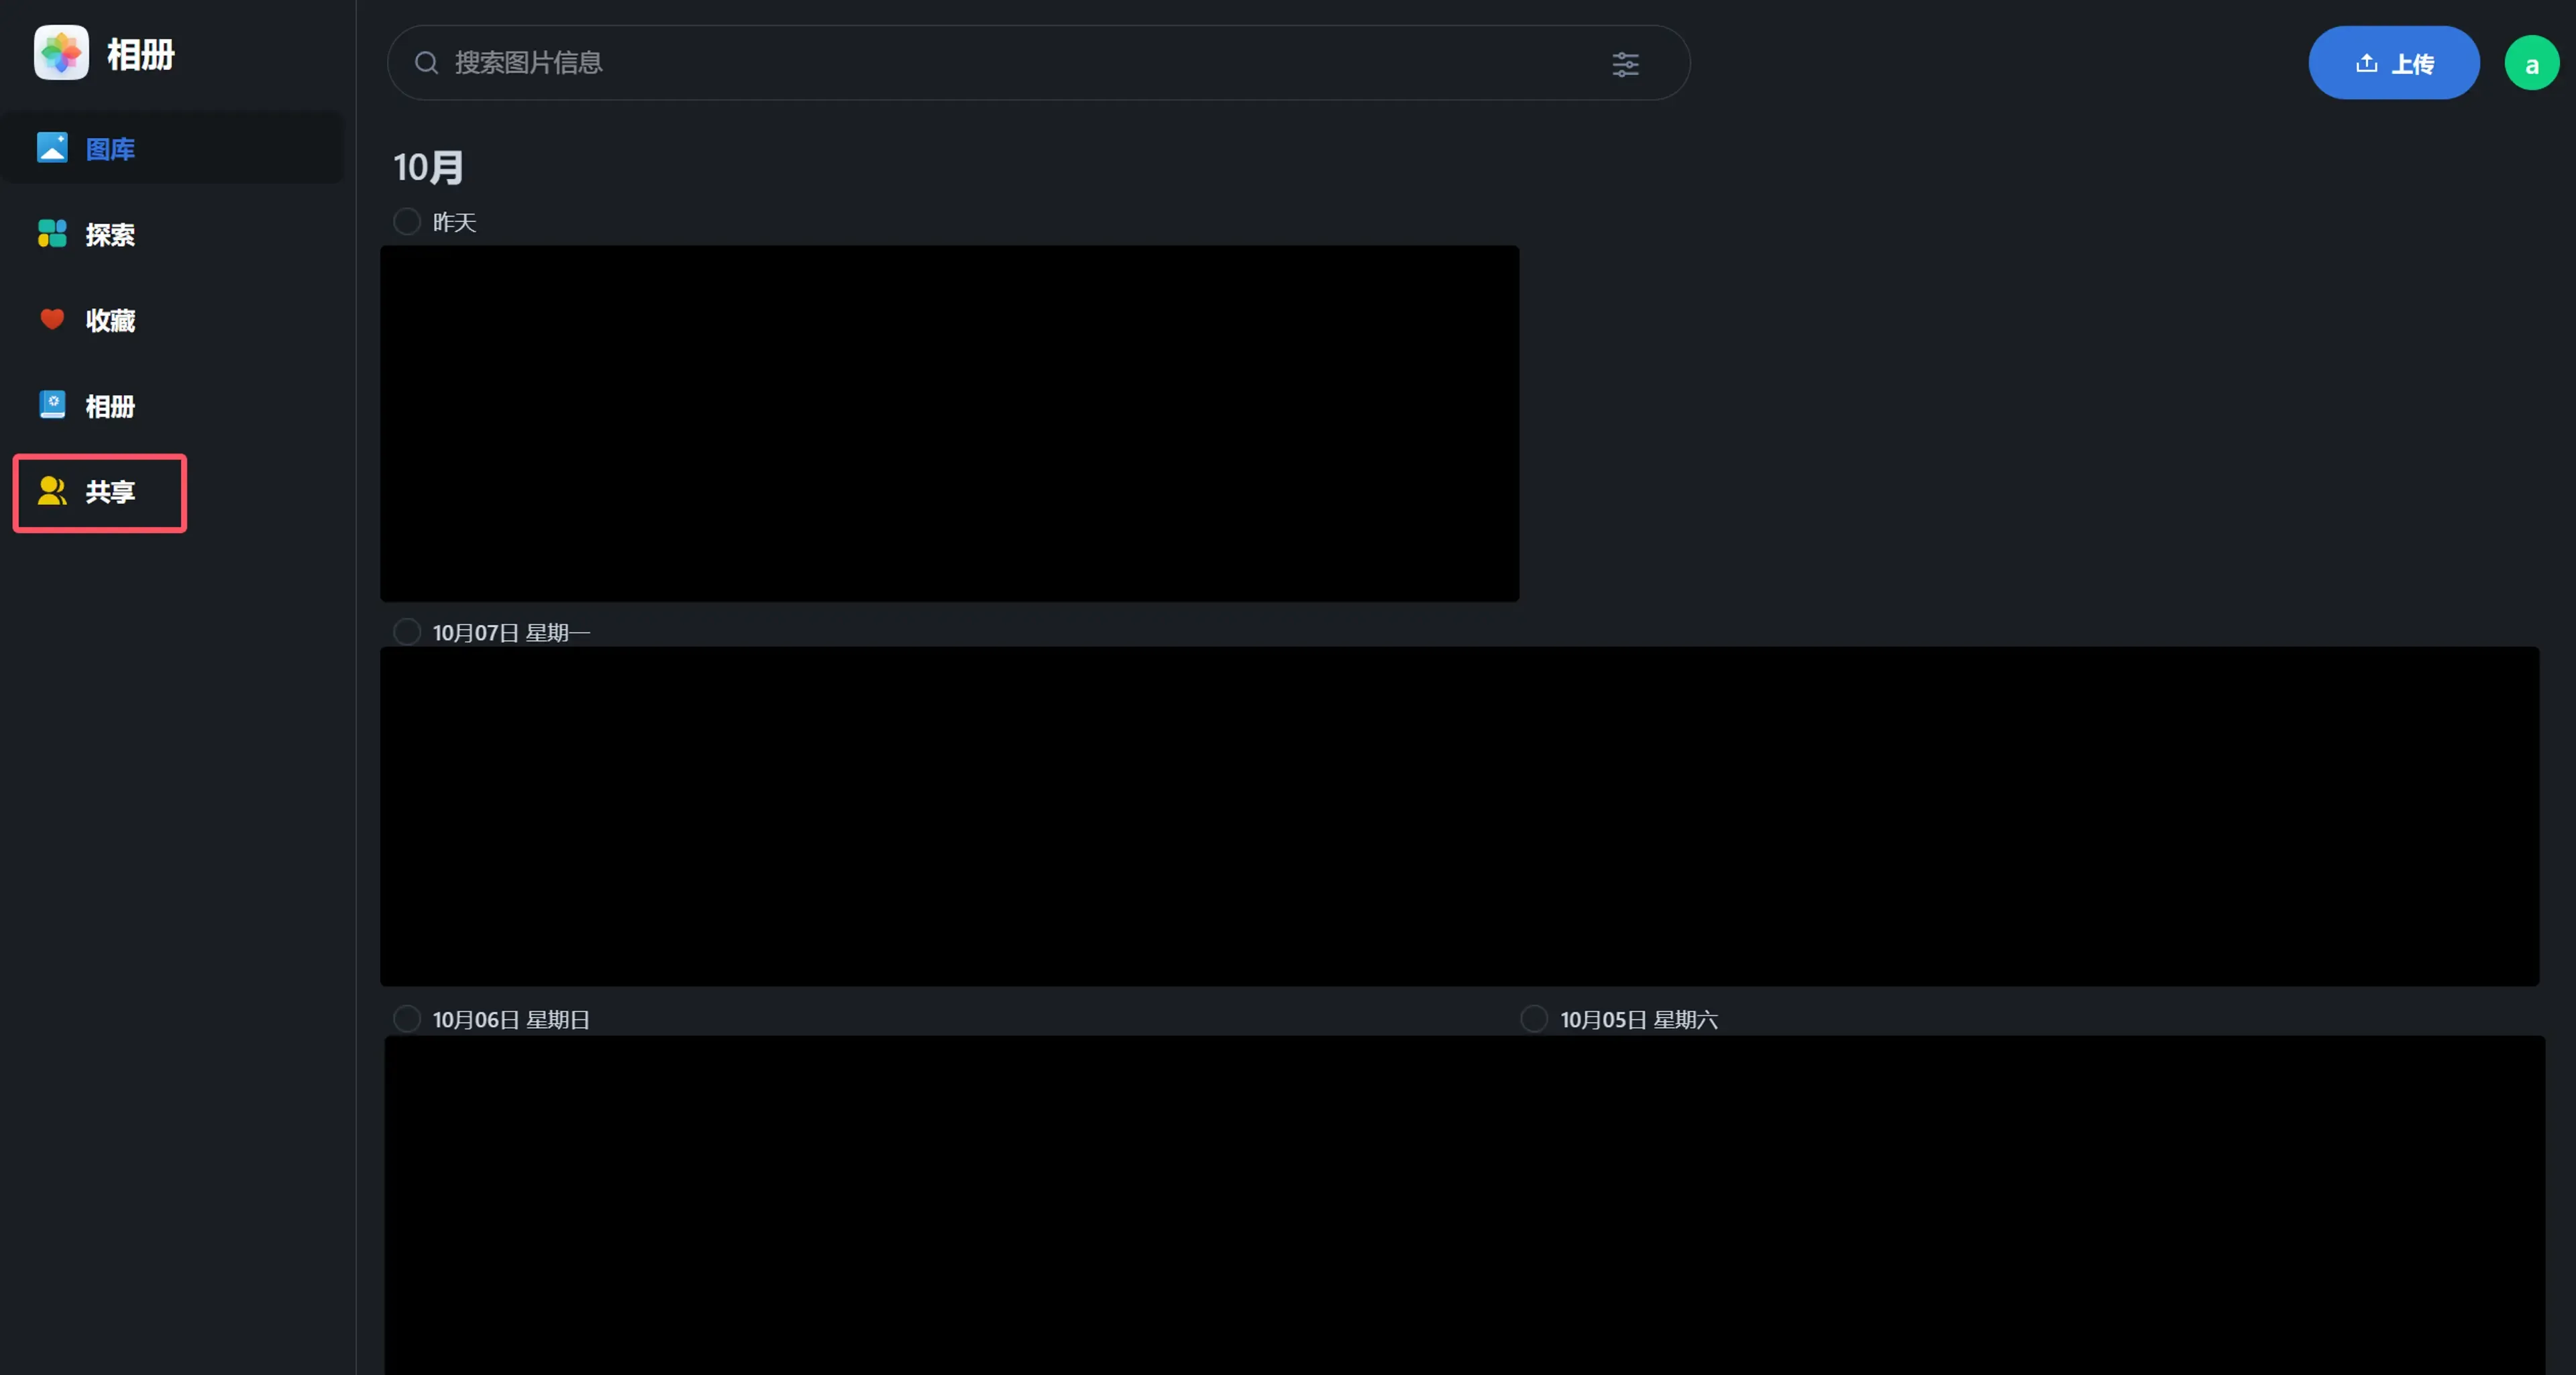 相册
图库
探索
收藏
相册
共享
搜索图片信息
上传
a
10月
昨天
10月07日 星期一
10月06日 星期日
10月05日 星期六